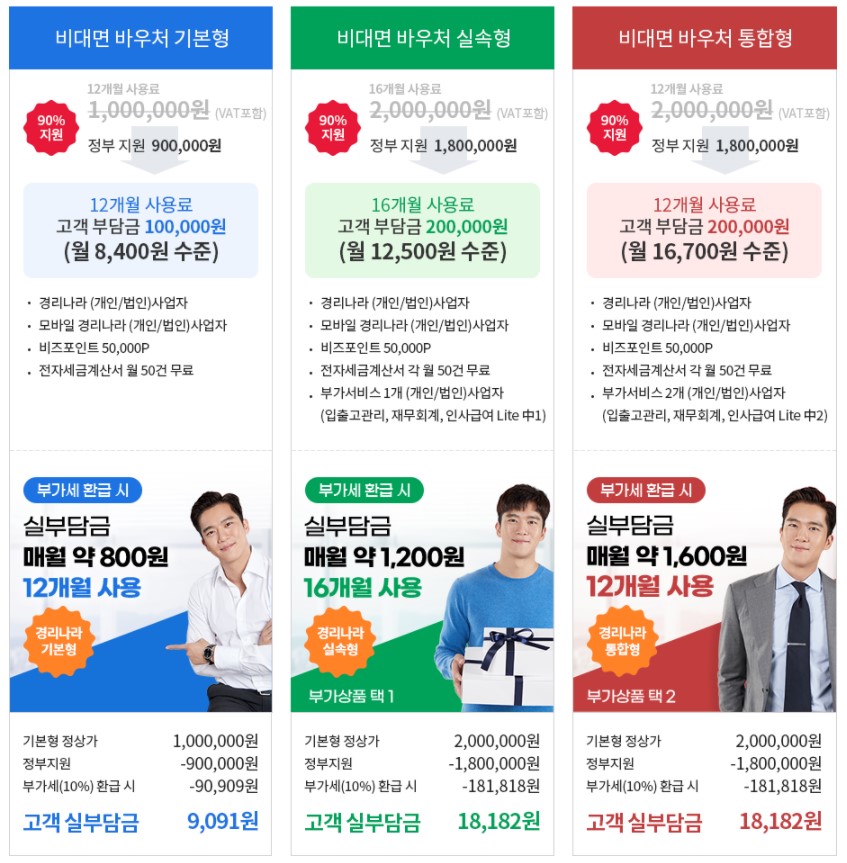 비대면 바우처 기본형
12개월 사용료
1,000,000원 (VAT포함)
90%
지원
정부 지원 900,000원
12개월 사용료
고객 부담금 100,000원
(월 8,400원 수준)
· 경리나라 (개인/법인)사업자
· 모바일 경리나라 (개인/법인)사업자
· 비즈포인트 50,000P
· 전자세금계산서 월 50건 무료
부가세 환급 시
실부담금
매월 약 800원
12개월 사용
경리나라
기본형
기본형 정상가 1,000,000원
정부지원 -900,000원
부가세(10%) 환급 시 -90,909원
고객 실부담금 9,091원
비대면 바우처 실속형
16개월 사용료
2,000,000원 (VAT포함)
90%
지원
정부 지원 1,800,000원
16개월 사용료
고객 부담금 200,000원
(월 12,500원 수준)
· 경리나라 (개인/법인)사업자
· 모바일 경리나라 (개인/법인)사업자
· 비즈포인트 50,000P
· 전자세금계산서 각 월 50건 무료
· 부가서비스 1개 (개인/법인)사업자
(입출고관리, 재무회계, 인사급여 Lite 中1)
부가세 환급 시
실부담금
매월 약 1,200원
16개월 사용
경리나라
실속형
부가상품 택 1
기본형 정상가 2,000,000원
정부지원 -1,800,000원
부가세(10%) 환급 시 -181,818원
고객 실부담금 18,182원
비대면 바우처 통합형
12개월 사용료
2,000,000원 (VAT포함)
90%
지원
정부 지원 1,800,000원
12개월 사용료
고객 부담금 200,000원
(월 16,700원 수준)
· 경리나라 (개인/법인)사업자
· 모바일 경리나라 (개인/법인)사업자
· 비즈포인트 50,000P
· 전자세금계산서 각 월 50건 무료
· 부가서비스 2개 (개인/법인)사업자
(입출고관리, 재무회계, 인사급여 Lite 中2)
부가세 환급 시
실부담금
매월 약 1,600원
12개월 사용
경리나라
통합형
부가상품 택 2
기본형 정상가 2,000,000원
정부지원 -1,800,000원
부가세(10%) 환급 시 -181,818원
고객 실부담금 18,182원